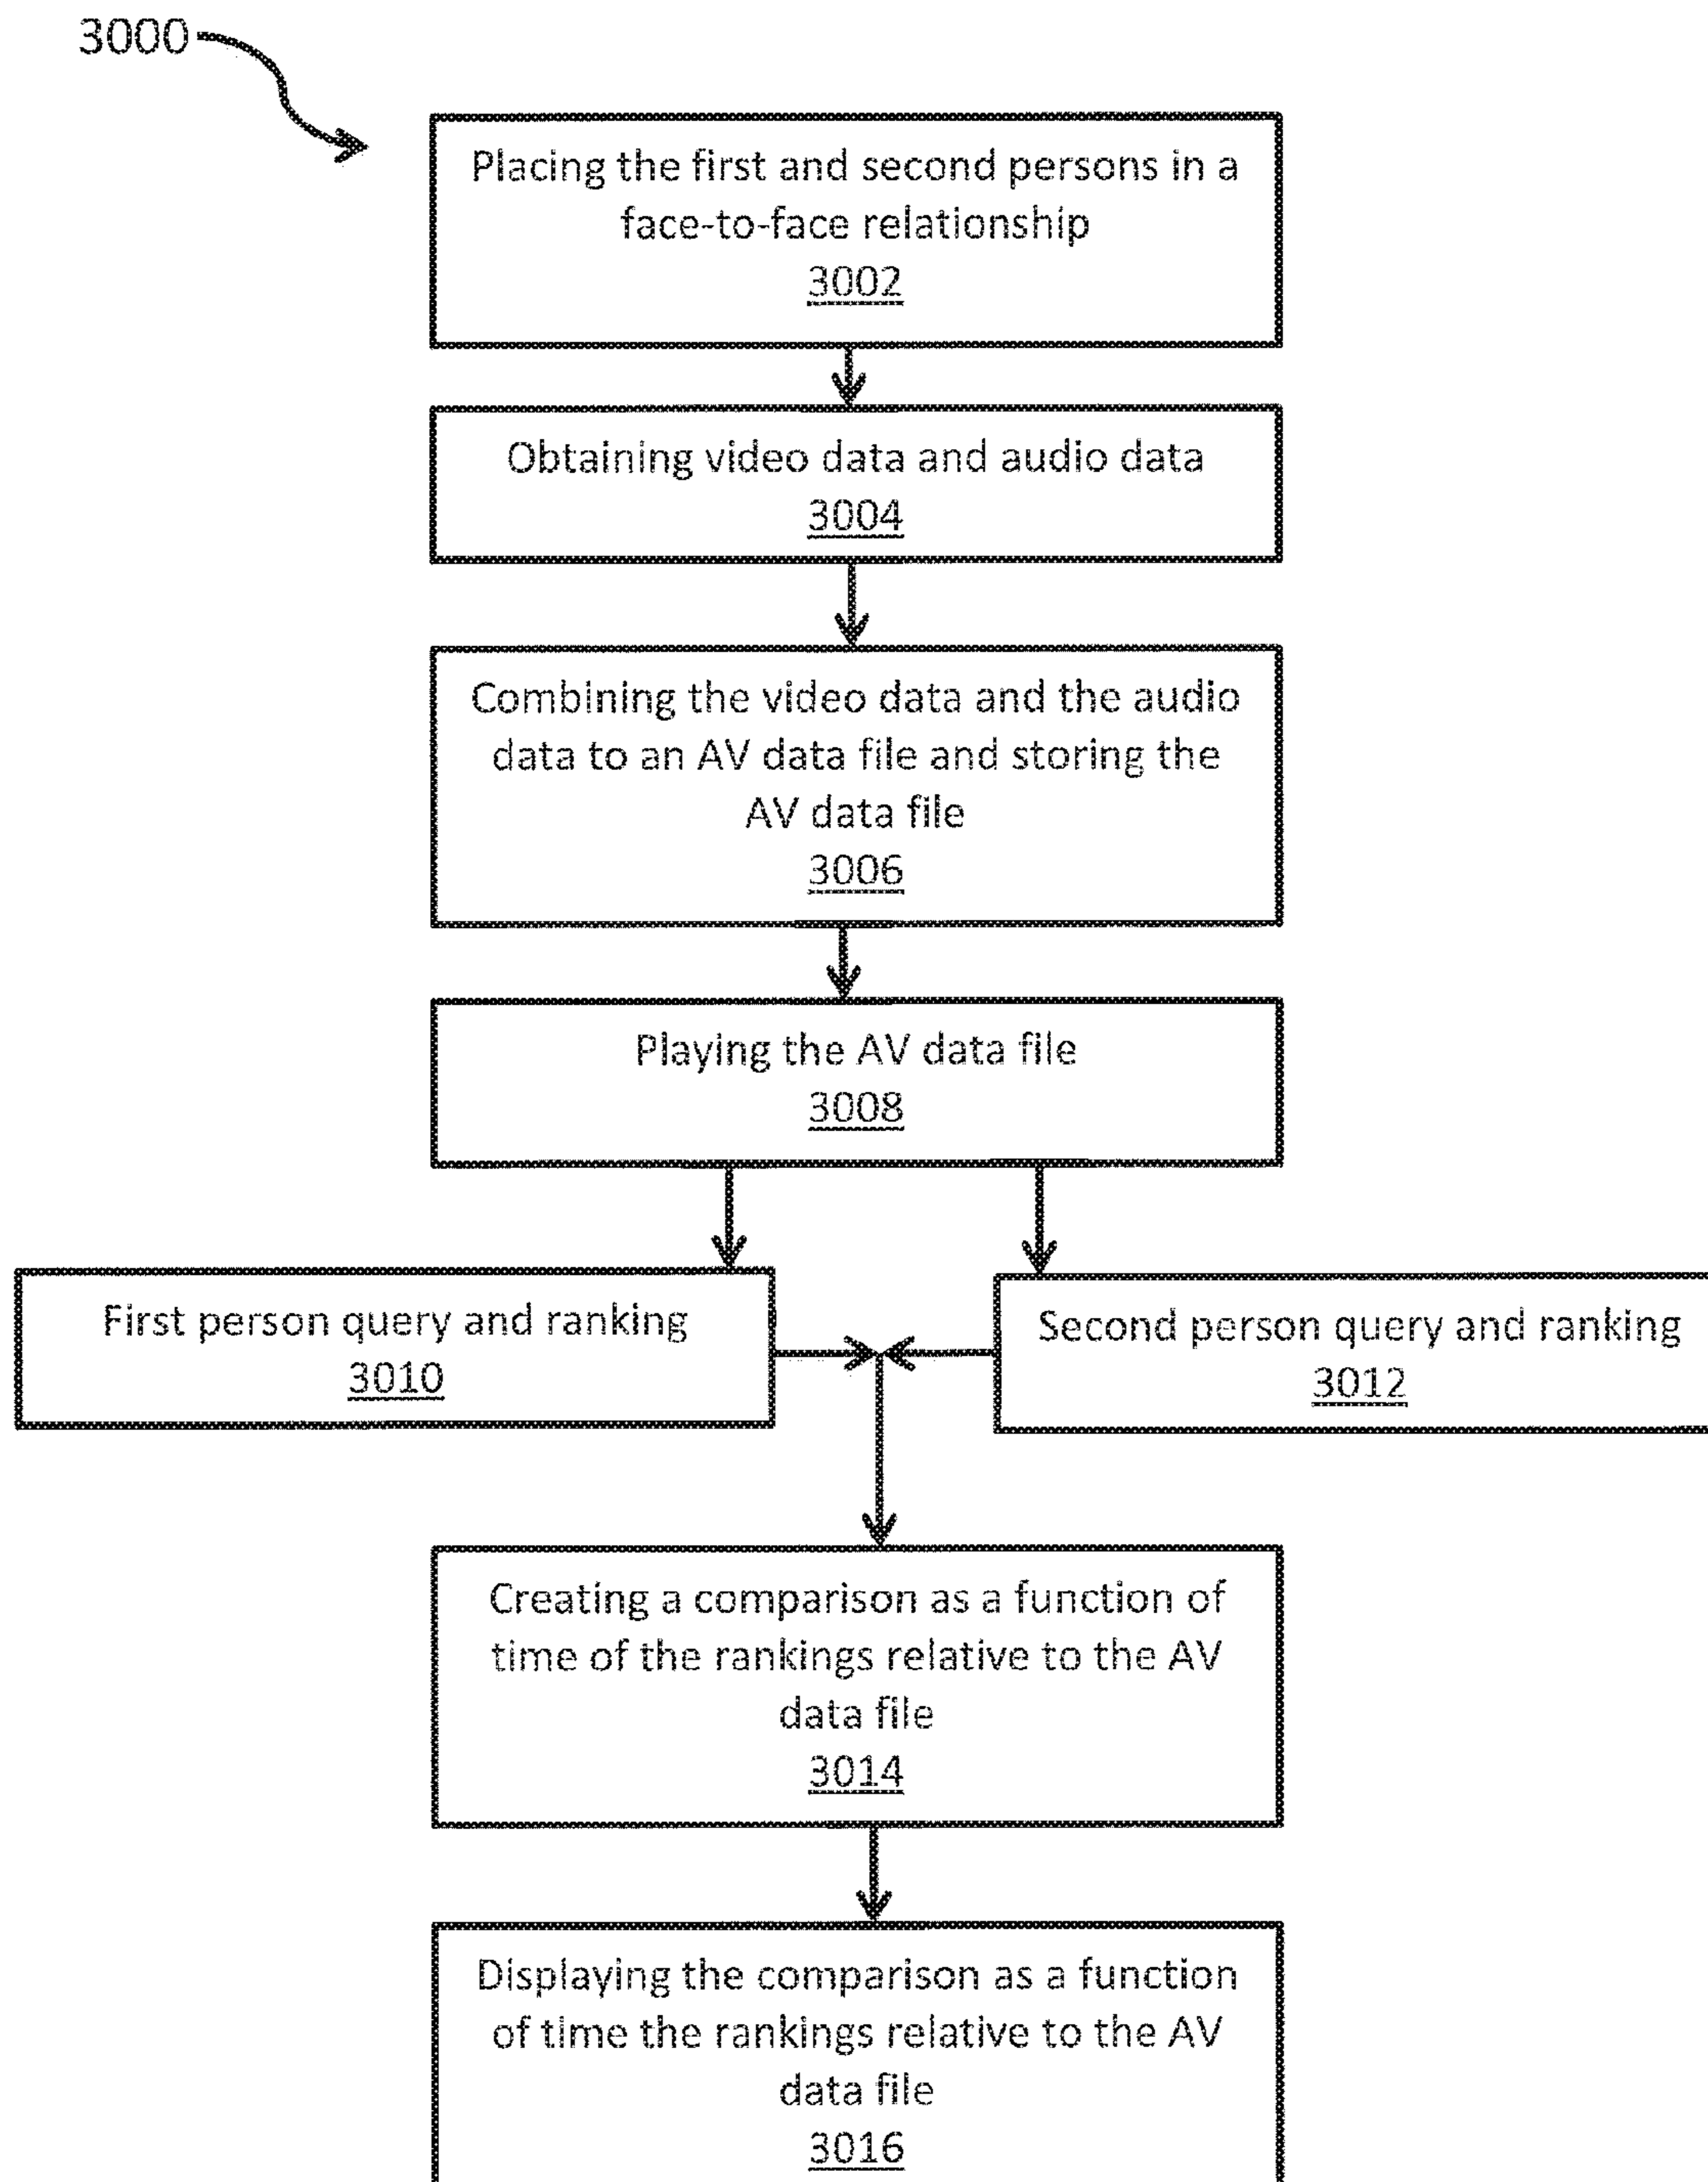 3000
Placing the first and second persons in a
face-to-face relationship
3002
Obtaining video data and audio data
3004
Combining the video data and the audio
data to an AV data file and storing the
AV data file
3006
Playing the AV data file
3008
First person query and ranking
3010
Second person query and ranking
3012
Creating a comparison as a function of
time of the rankings relative to the AV
data file
3014
Displaying the comparison as a function
of time the rankings relative to the AV
data file
3016